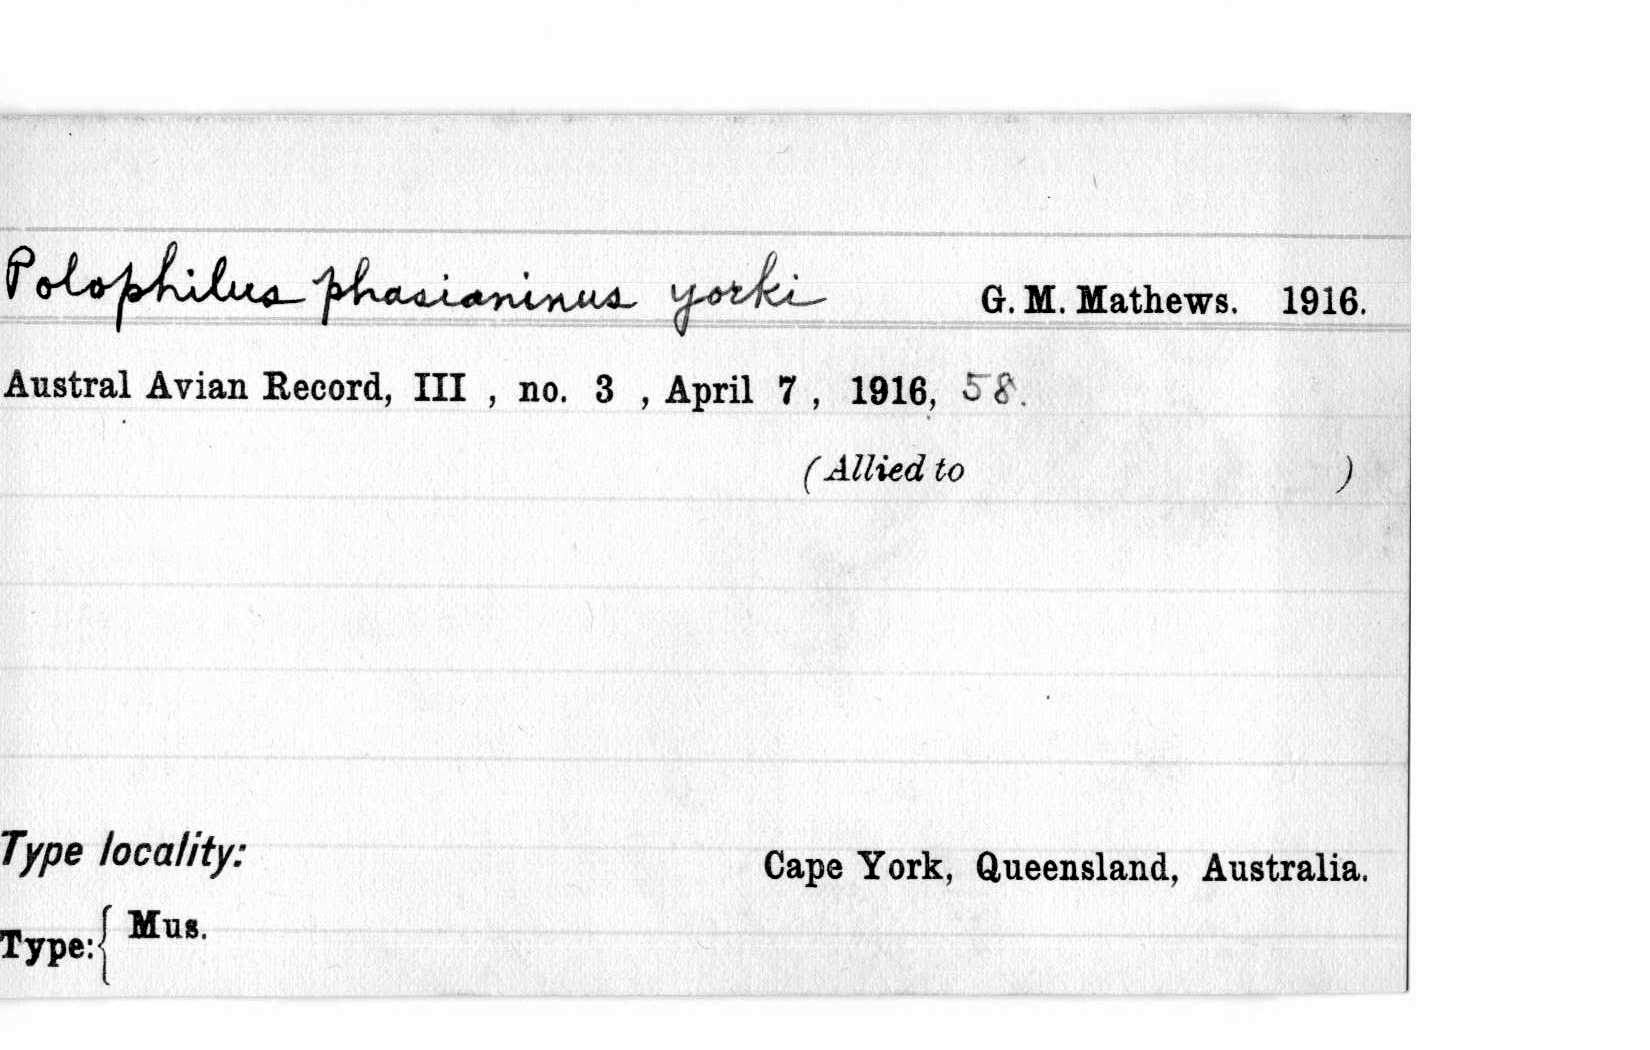 Polophilus phasianinus yorki G. M. Mathews. 1916.
Austral Avian Record, III , no. 3 , April 7 , 1916, 58.
(Allied to )
Type locality: Cape York, Queensland, Australia.
Type:{ Mus.